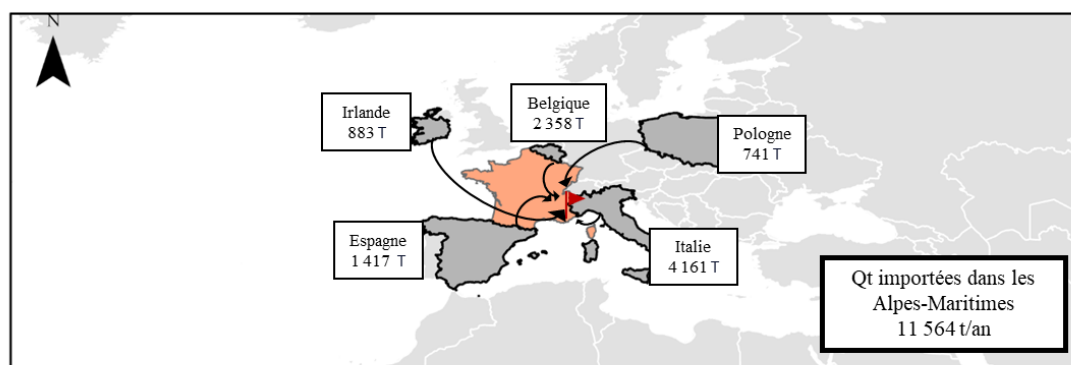 N
Irlande
883 T
Belgique
2 358 T
Pologne
741 T
Espagne
1 417 T
Italie
4 161 T
Qt importées dans les
Alpes-Maritimes
11 564 t/an